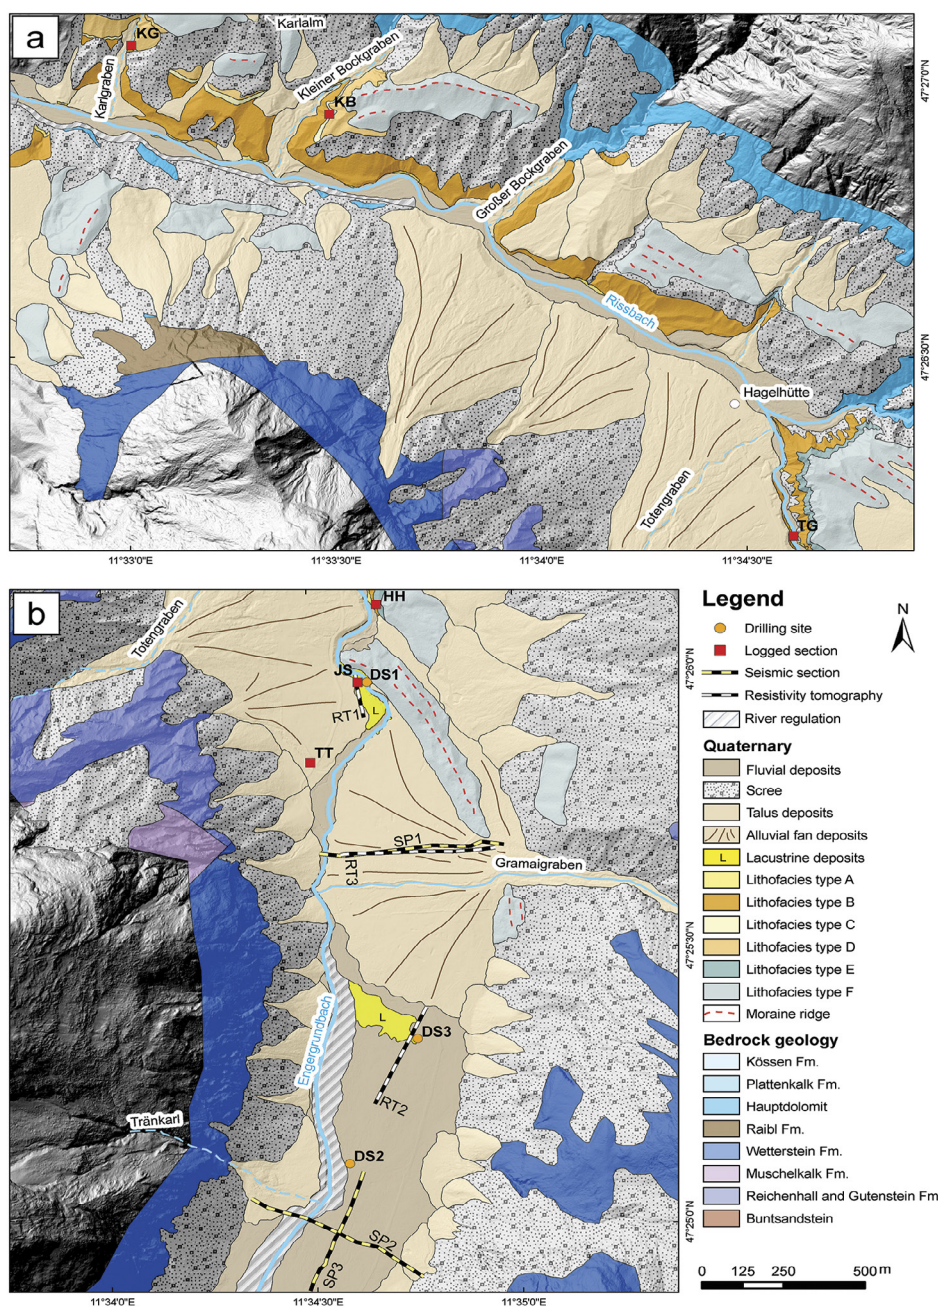 a
KG
Karlalm
Karlgraben
Kleiner Bockgraben
KB
Großer Bockgraben
Rissbach
Hagelhütte
Totengraben
TG
47°27'0"N
47°26'30"N
11°33'0"E
11°33'30"E
11°34'0"E
11°34'30"E
b
Totengraben
HH
JS
DS1
RT1
L
TT
SP1
RT3
Gramaigraben
L
DS3
RT2
Engergrundbach
Tränkarl
DS2
SP2
SP3
47°26'0"N
47°25'30"N
47°25'0"N
11°34'0"E
11°34'30"E
11°35'0"E
Legend
N
Drilling site
Logged section
Seismic section
Resistivity tomography
River regulation
Quaternary
Fluvial deposits
Scree
Talus deposits
Alluvial fan deposits
L Lacustrine deposits
Lithofacies type A
Lithofacies type B
Lithofacies type C
Lithofacies type D
Lithofacies type E
Lithofacies type F
Moraine ridge
Bedrock geology
Kössen Fm.
Plattenkalk Fm.
Hauptdolomit
Raibl Fm.
Wetterstein Fm.
Muschelkalk Fm.
Reichenhall and Gutenstein Fm
Buntsandstein
0 125 250 500 m